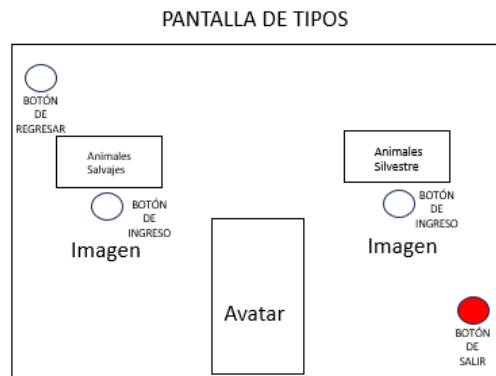 PANTALLA DE TIPOS
BOTÓN
DE
REGRESAR
Animales
Salvajes
Animales
Silvestre
BOTÓN
DE
INGRESO
BOTÓN
DE
INGRESO
Imagen
Imagen
Avatar
BOTÓN
DE
SALIR